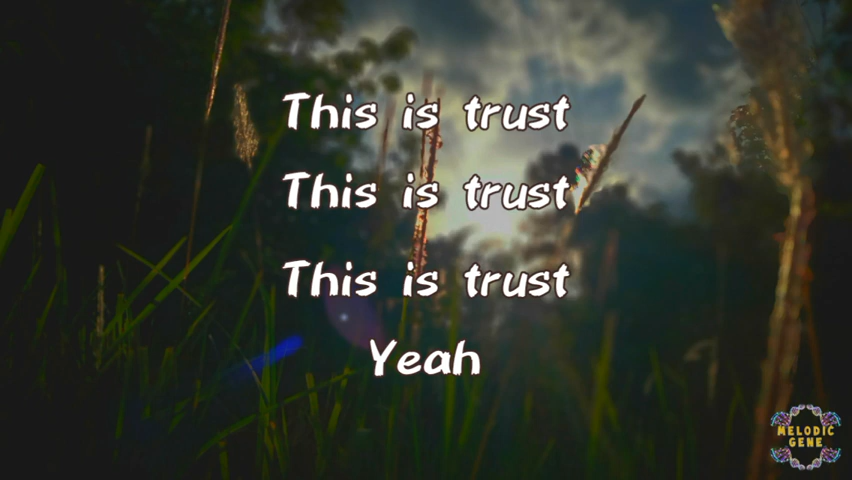 This is trust
This is trust
This is trust
Yeah
MELODIC
GENE